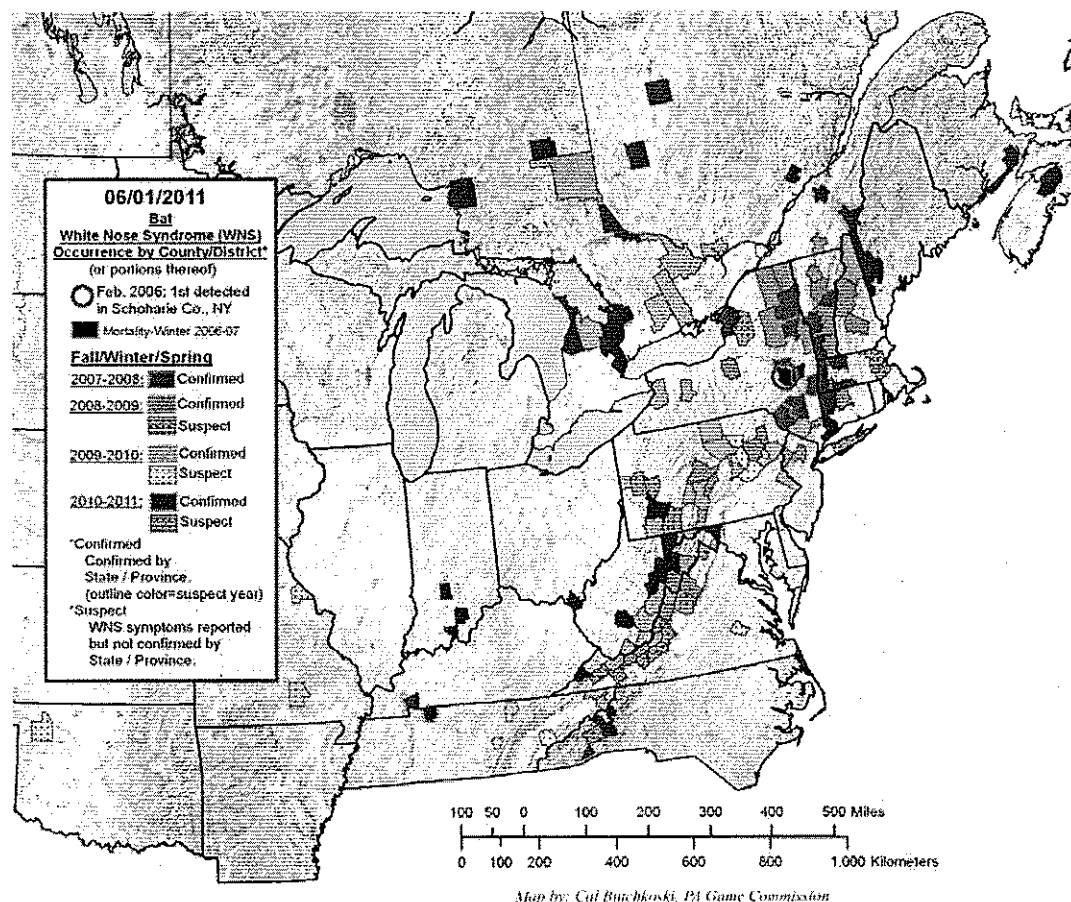 06/01/2011
Bat
White Nose Syndrome (WNS)
Occurrence by County/District*
(or portions thereof)
Feb. 2006: 1st detected
in Schoharie Co., NY
Mortality-Winter 2006-07
Fall/Winter/Spring
2007-2008: Confirmed
2008-2009: Confirmed
Suspect
2009-2010: Confirmed
Suspect
2010-2011: Confirmed
Suspect
*Confirmed
Confirmed by
State / Province.
(outline color=suspect year)
*Suspect
WNS symptoms reported
but not confirmed by
State / Province.
100 50 0 100 200 300 400 500 Miles
0 100 200 400 600 800 1,000 Kilometers
Map by: Cal Butchkoski, PA Game Commission